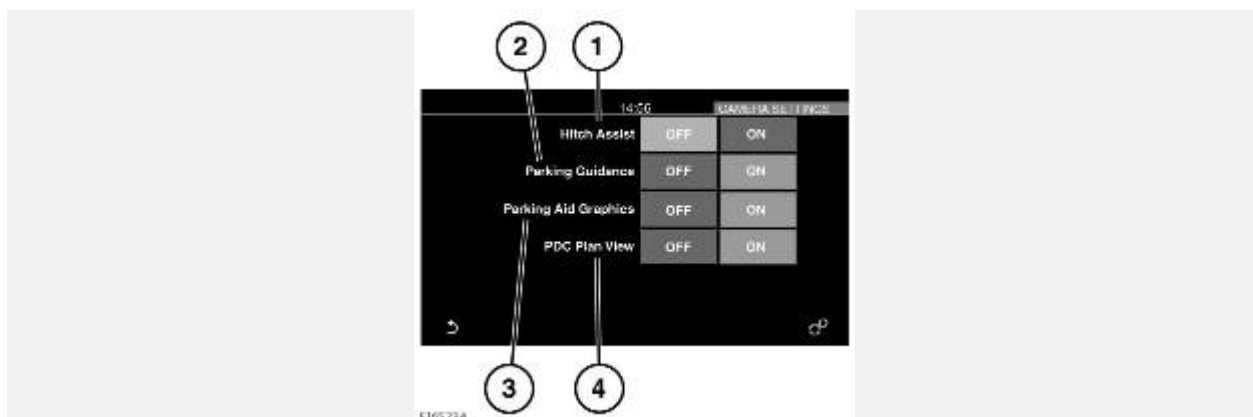 2 1
14:56 CAMERA SETTINGS
Hitch Assist OFF ON
Parking Guidance OFF ON
Parking Aid Graphics OFF ON
PDC Plan View OFF ON
3 4